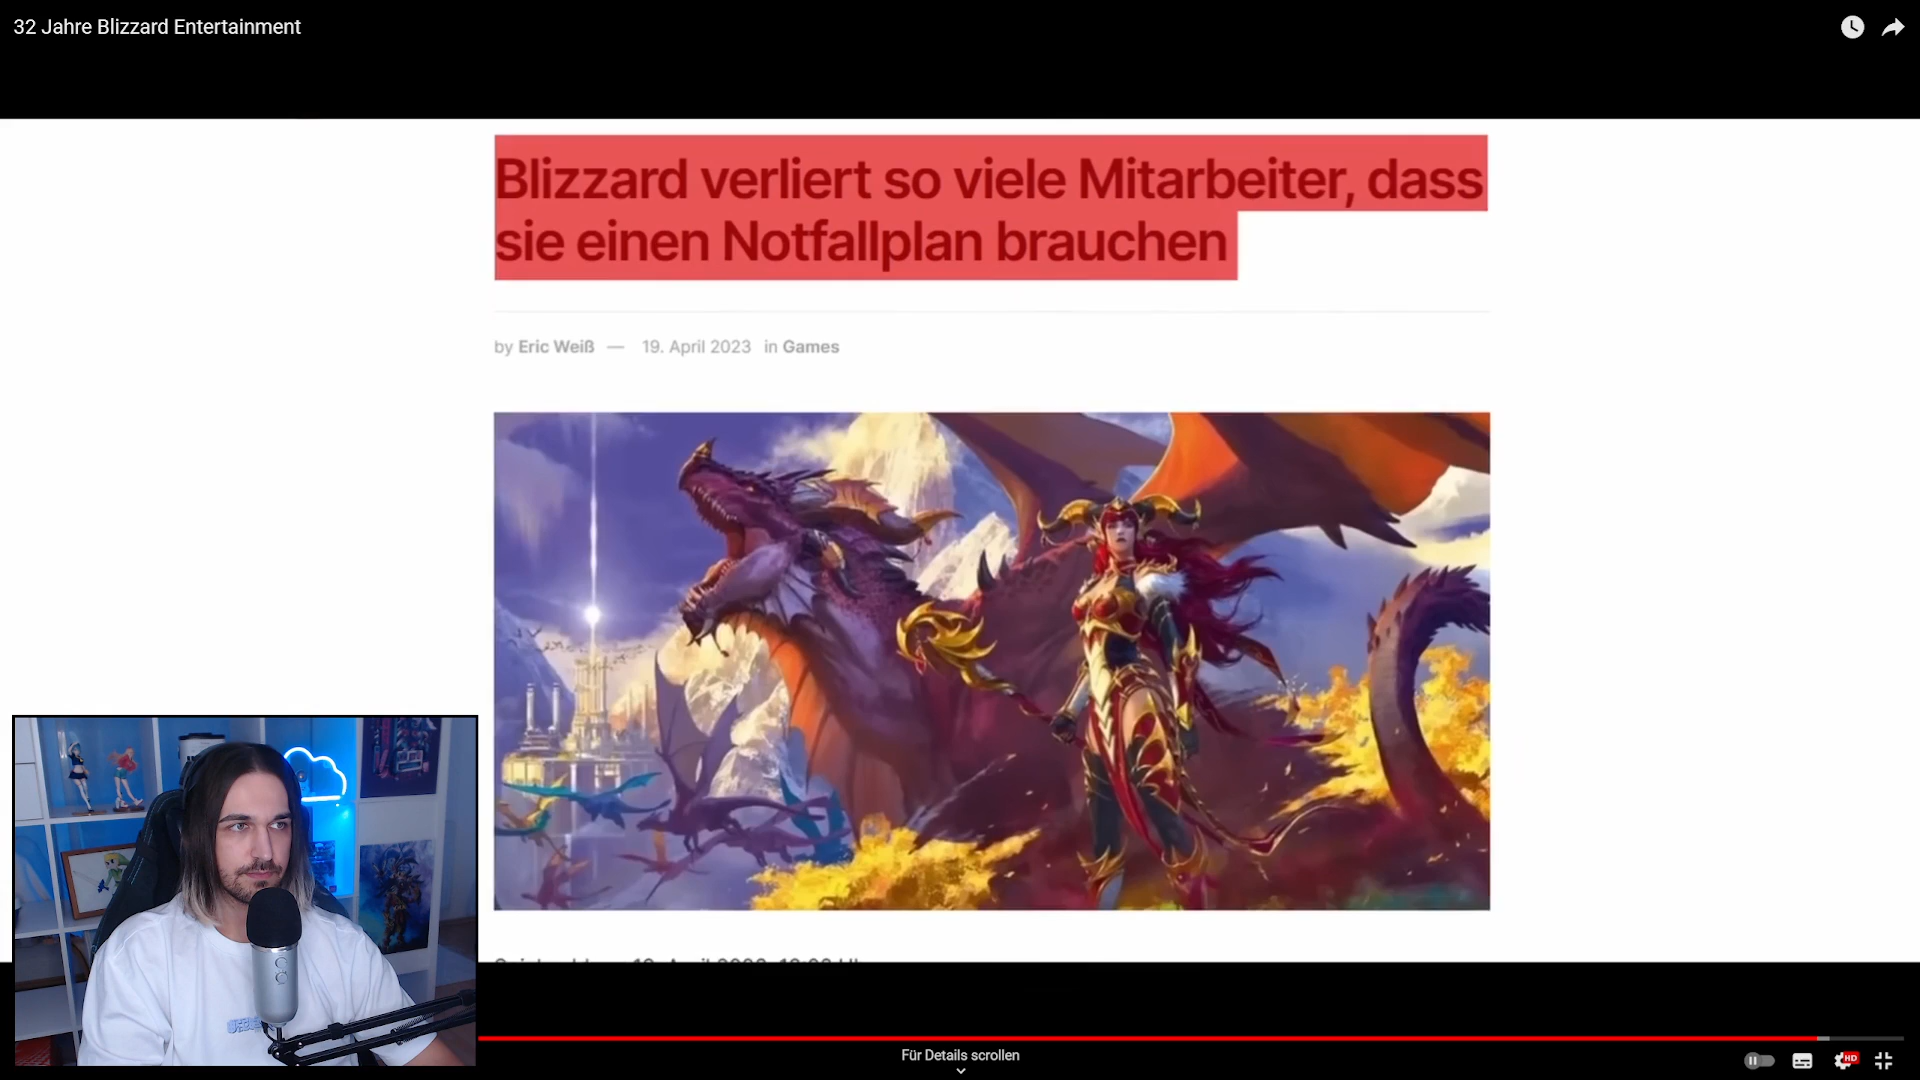 32 Jahre Blizzard Entertainment
Blizzard verliert so viele Mitarbeiter, dass
sie einen Notfallplan brauchen
by Eric Weiß — 19. April 2023 in Games
Für Details scrollen
HD